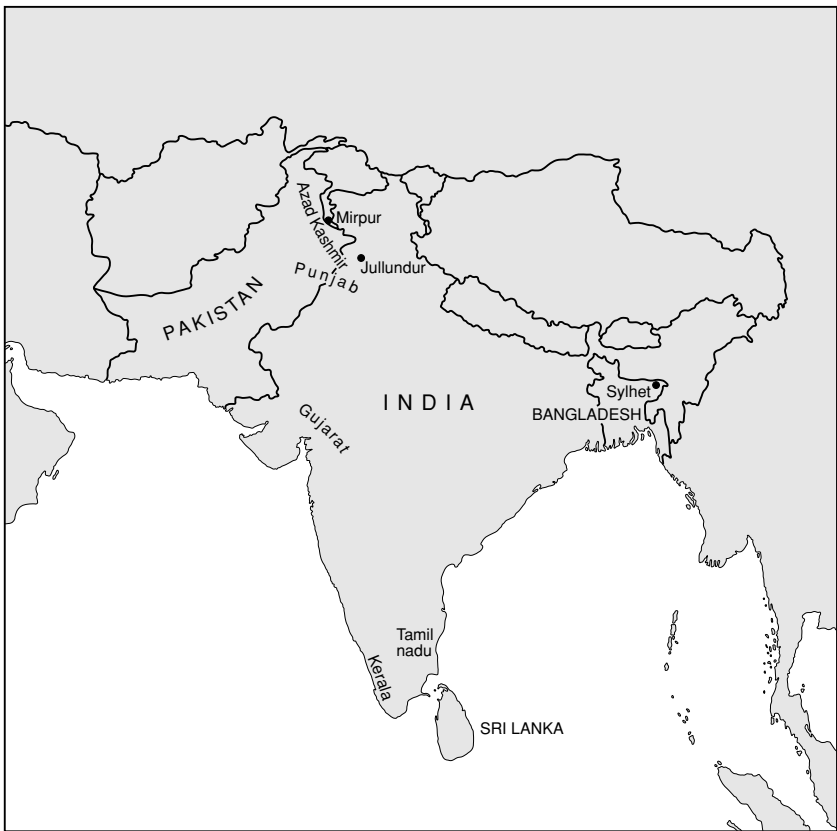 Azad Kashmir
Mirpur
Jullundur
Punjab
PAKISTAN
INDIA
Sylhet
BANGLADESH
Gujarat
Tamil
nadu
Kerala
SRI LANKA